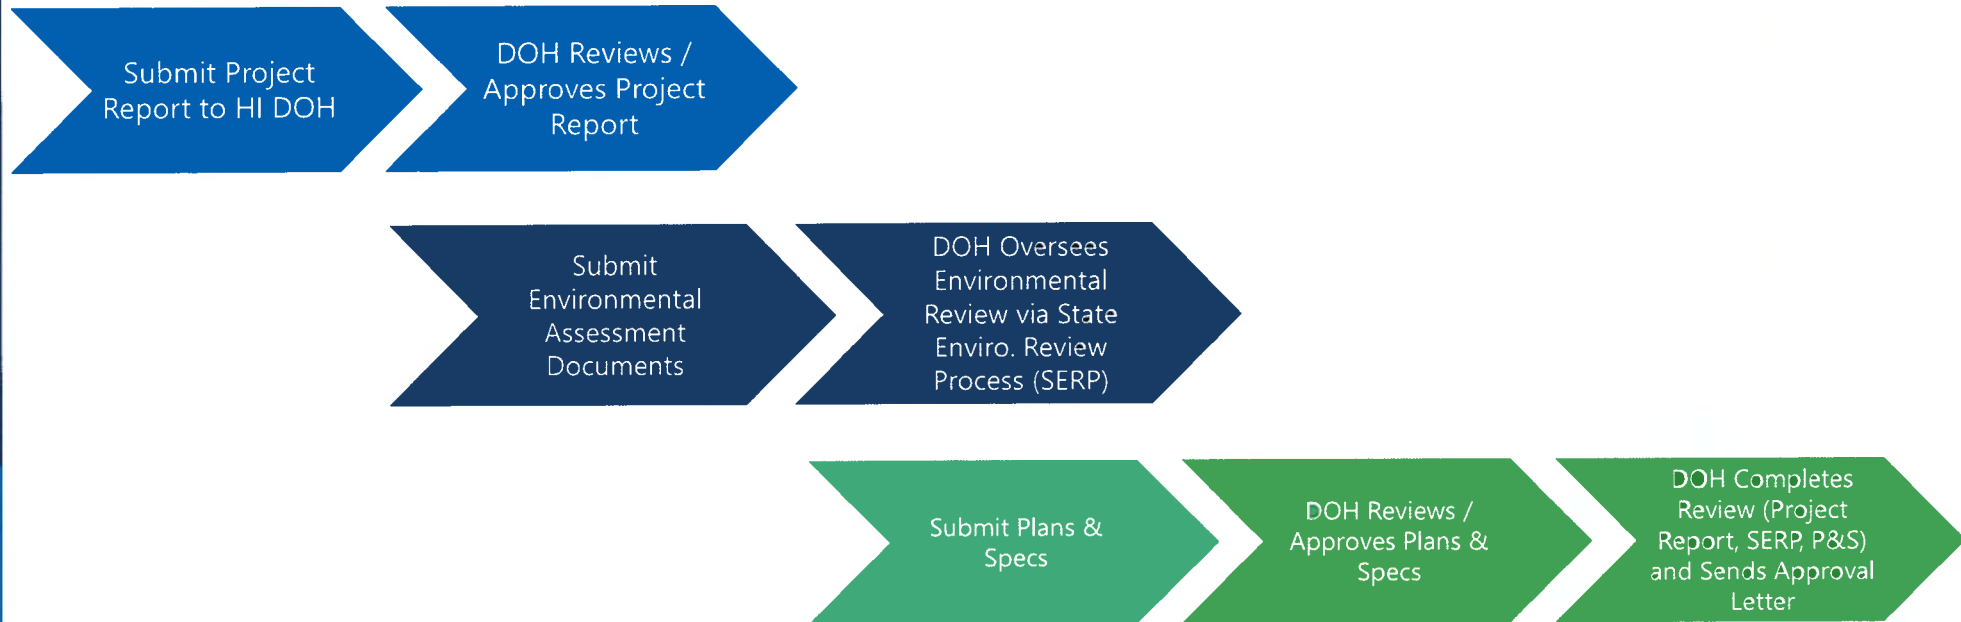 Submit Project
Report to HI DOH
DOH Reviews /
Approves Project
Report
Submit
Environmental
Assessment
Documents
DOH Oversees
Environmental
Review via State
Enviro. Review
Process (SERP)
Submit Plans &
Specs
DOH Reviews /
Approves Plans &
Specs
DOH Completes
Review (Project
Report, SERP, P&S)
and Sends Approval
Letter